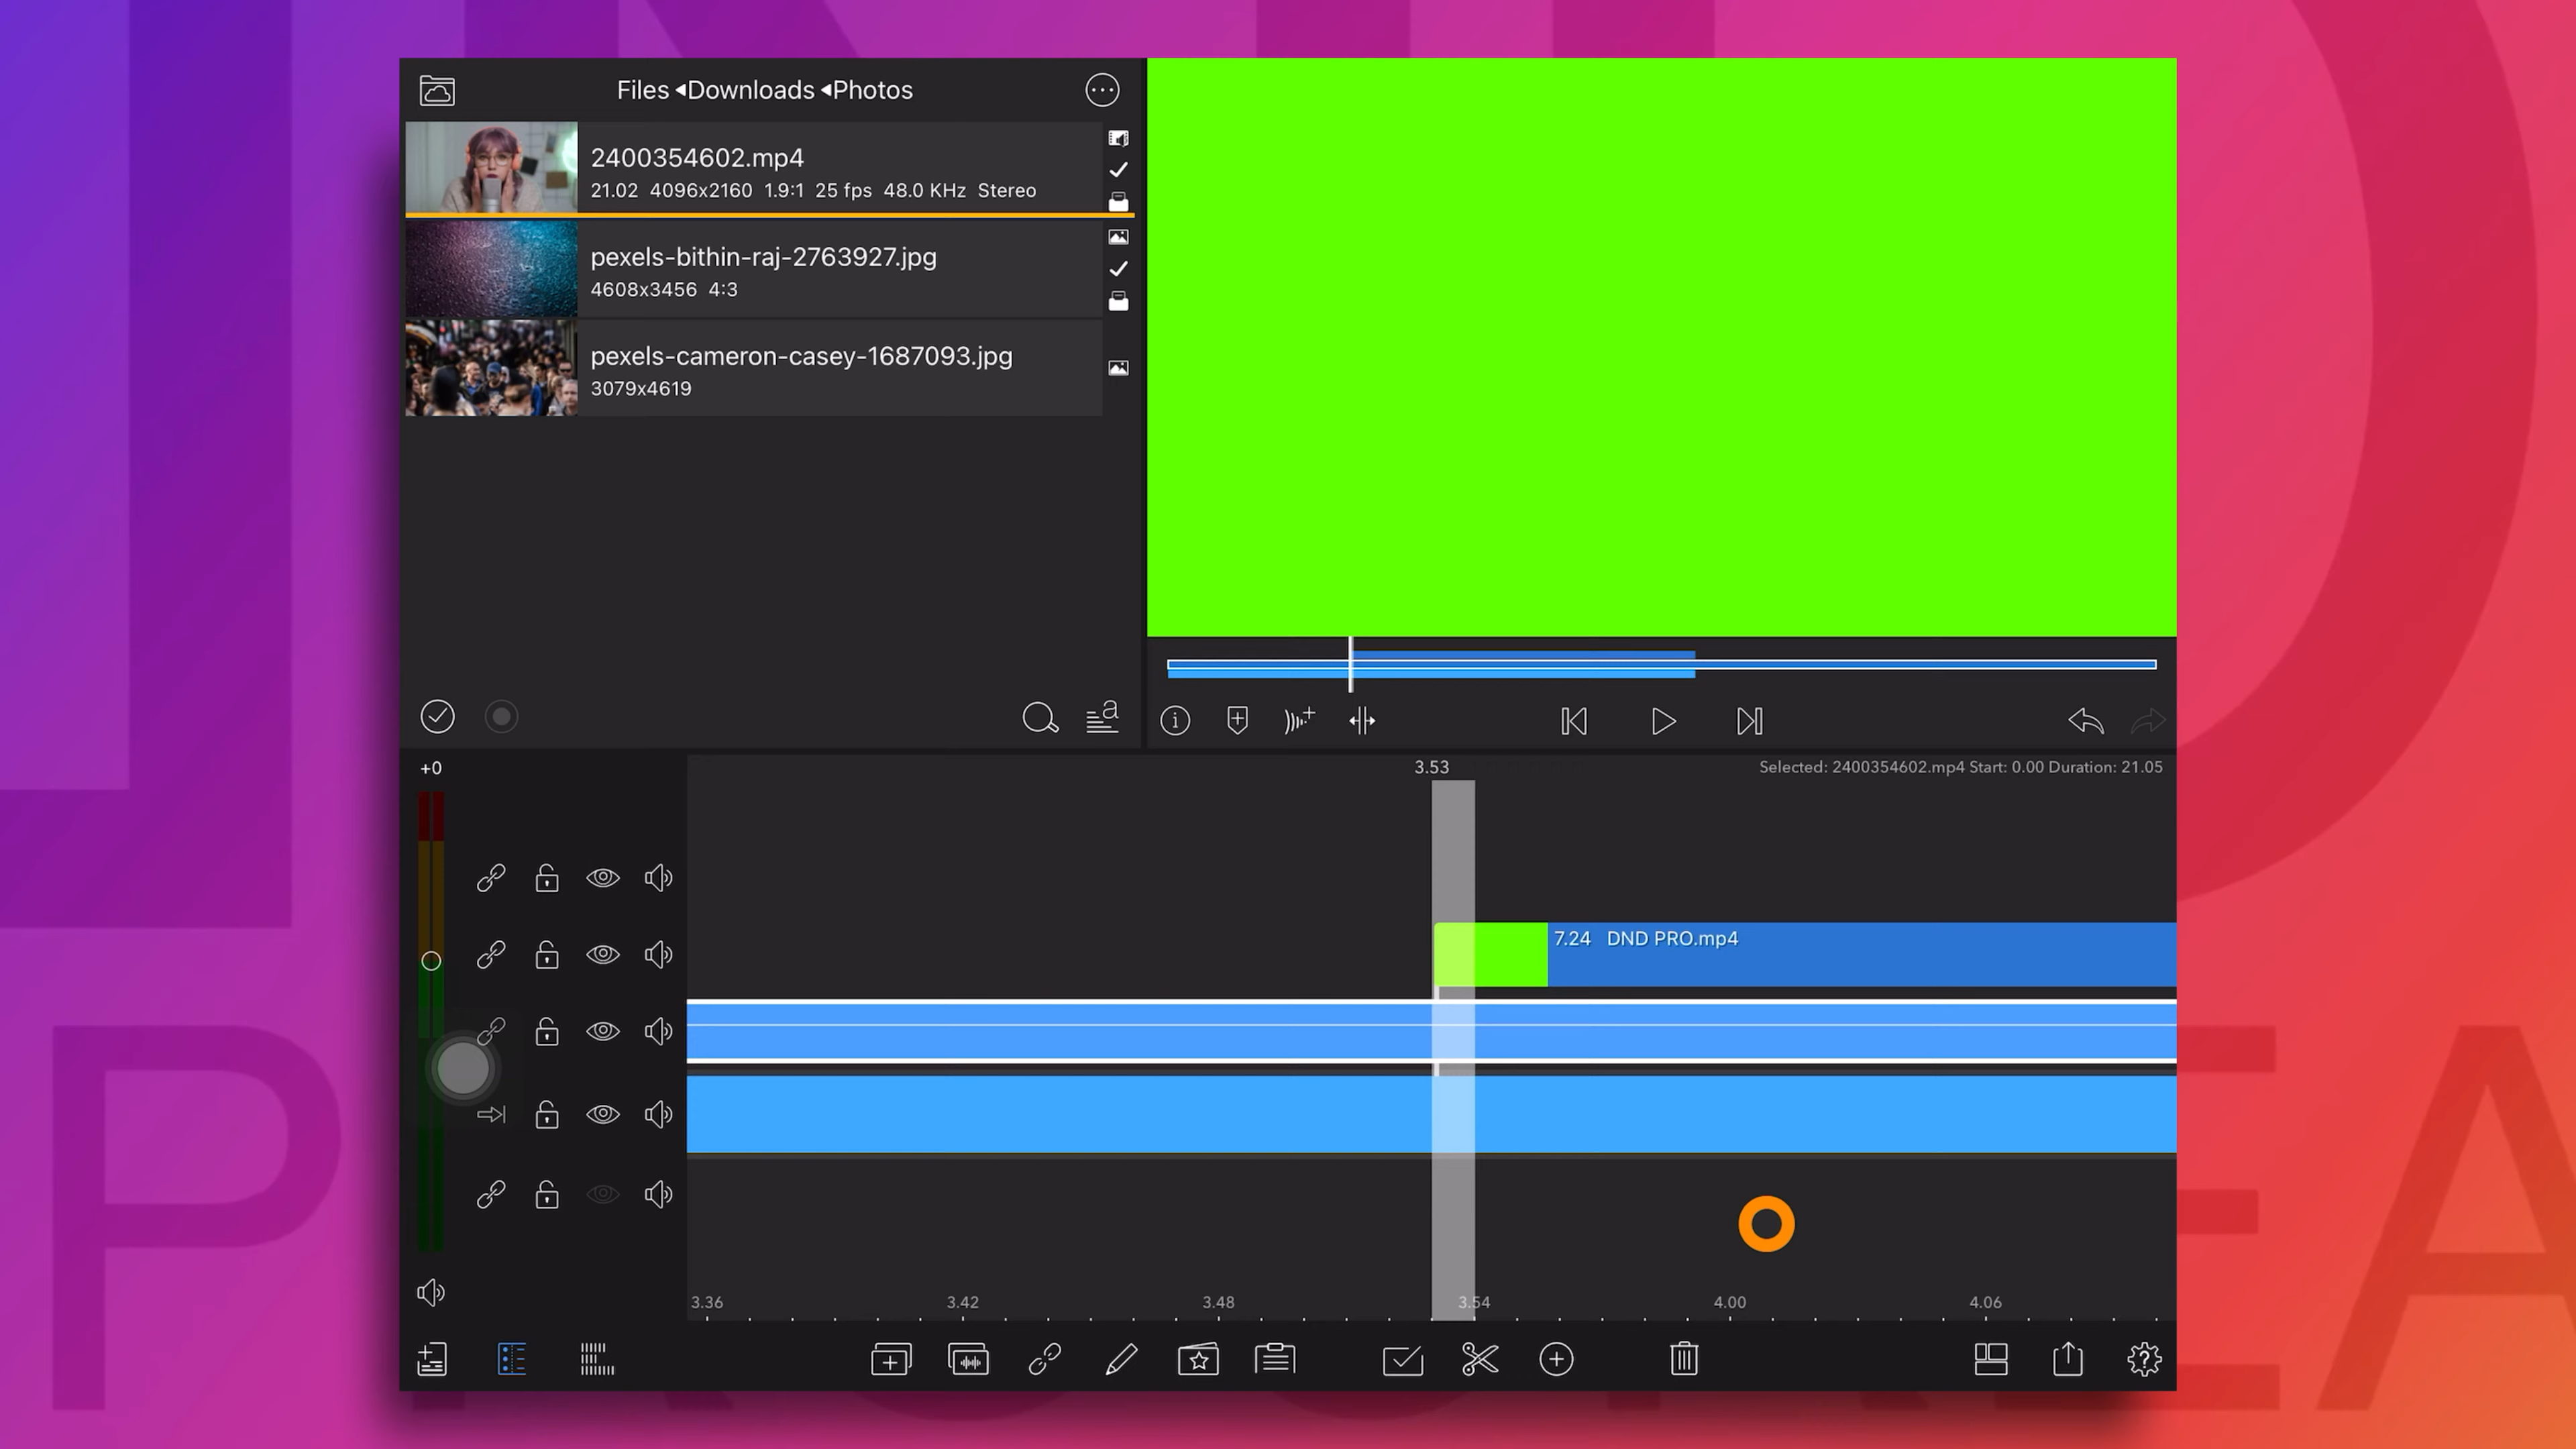 Files ◂Downloads ◂Photos
2400354602.mp4
21.02 4096x2160 1.9:1 25 fps 48.0 KHz Stereo
pexels-bithin-raj-2763927.jpg
4608x3456 4:3
pexels-cameron-casey-1687093.jpg
3079x4619
a
+0
3.53
Selected: 2400354602.mp4 Start: 0.00 Duration: 21.05
7.24 DND PRO.mp4
3.36 3.42 3.48 3.54 4.00 4.06